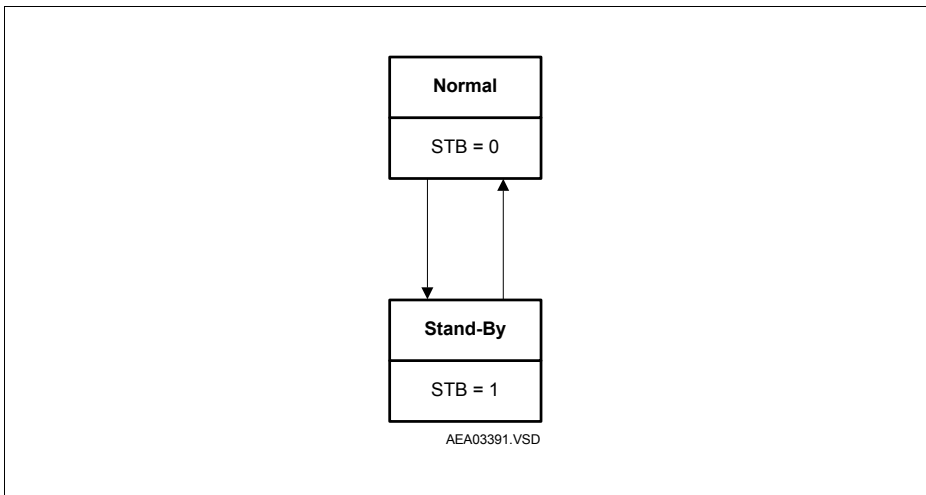 Normal
STB = 0
Stand-By
STB = 1
AEA03391.VSD